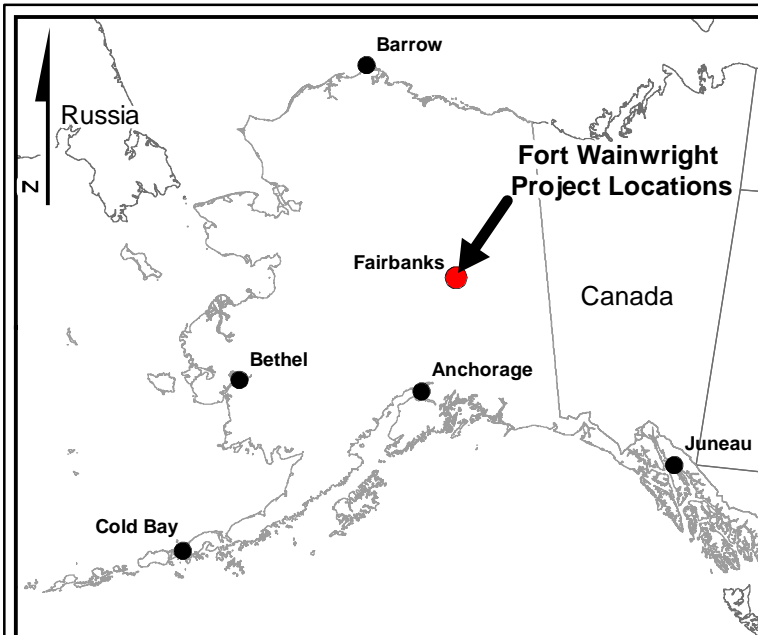 Barrow
Russia
Fort Wainwright
Project Locations
N
Fairbanks
Canada
Bethel
Anchorage
Juneau
Cold Bay